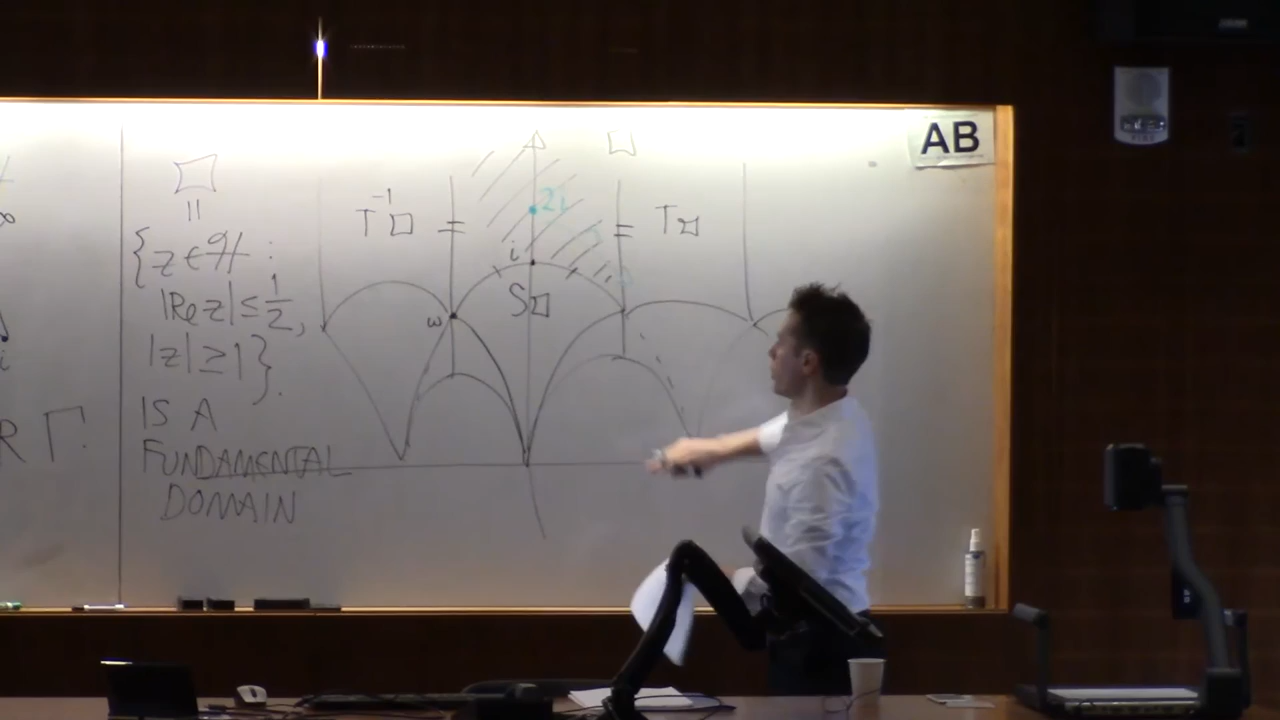 ∞
i
R Γ.
□
=
{z ∈ ℋ :
|Re z| ≤ 1/2,
|z| ≥ 1}.
IS A
FUNDAMENTAL
DOMAIN
□
T⁻¹□
2i
T□
i
S□
ω
AB